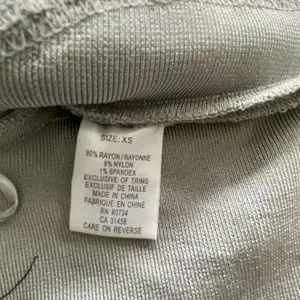 SIZE: XS
90% RAYON / RAYONNE
9% NYLON
1% SPANDEX
EXCLUSIVE OF TRIMS
EXCLUSIF DE TAILLE
MADE IN CHINA
FABRIQUE EN CHINE
RN 80734
CA 31458
CARE ON REVERSE